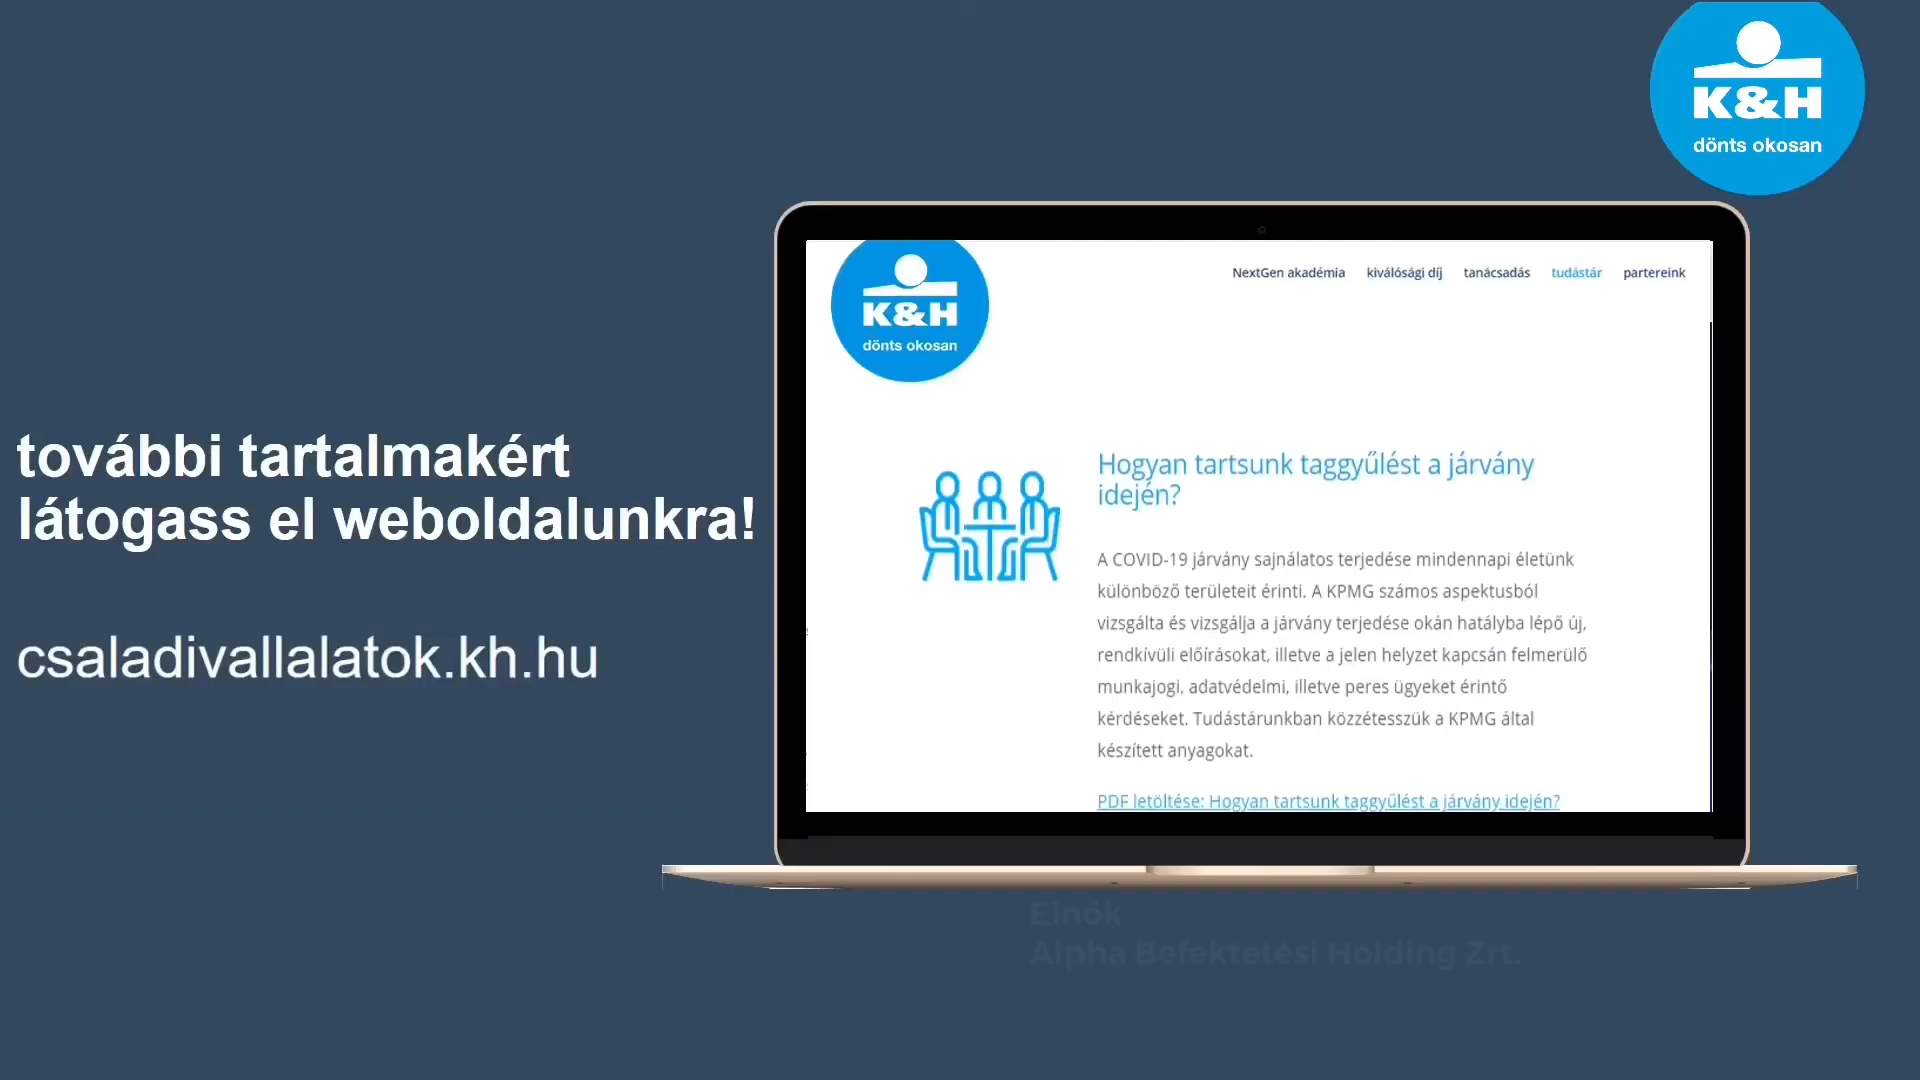 K&H
dönts okosan
K&H
dönts okosan
NextGen akadémia kiválósági díj tanácsadás tudástár partereink
további tartalmakért
látogass el weboldalunkra!
csaladivallalatok.kh.hu
Hogyan tartsunk taggyűlést a járvány
idején?
A COVID-19 járvány sajnálatos terjedése mindennapi életünk
különböző területeit érinti. A KPMG számos aspektusból
vizsgálta és vizsgálja a járvány terjedése okán hatályba lépő új,
rendkívüli előírásokat, illetve a jelen helyzet kapcsán felmerülő
munkajogi, adatvédelmi, illetve peres ügyeket érintő
kérdéseket. Tudástárunkban közzétesszük a KPMG által
készített anyagokat.
PDF letöltése: Hogyan tartsunk taggyűlést a járvány idején?
Elnök
Alpha Befektetési Holding Zrt.